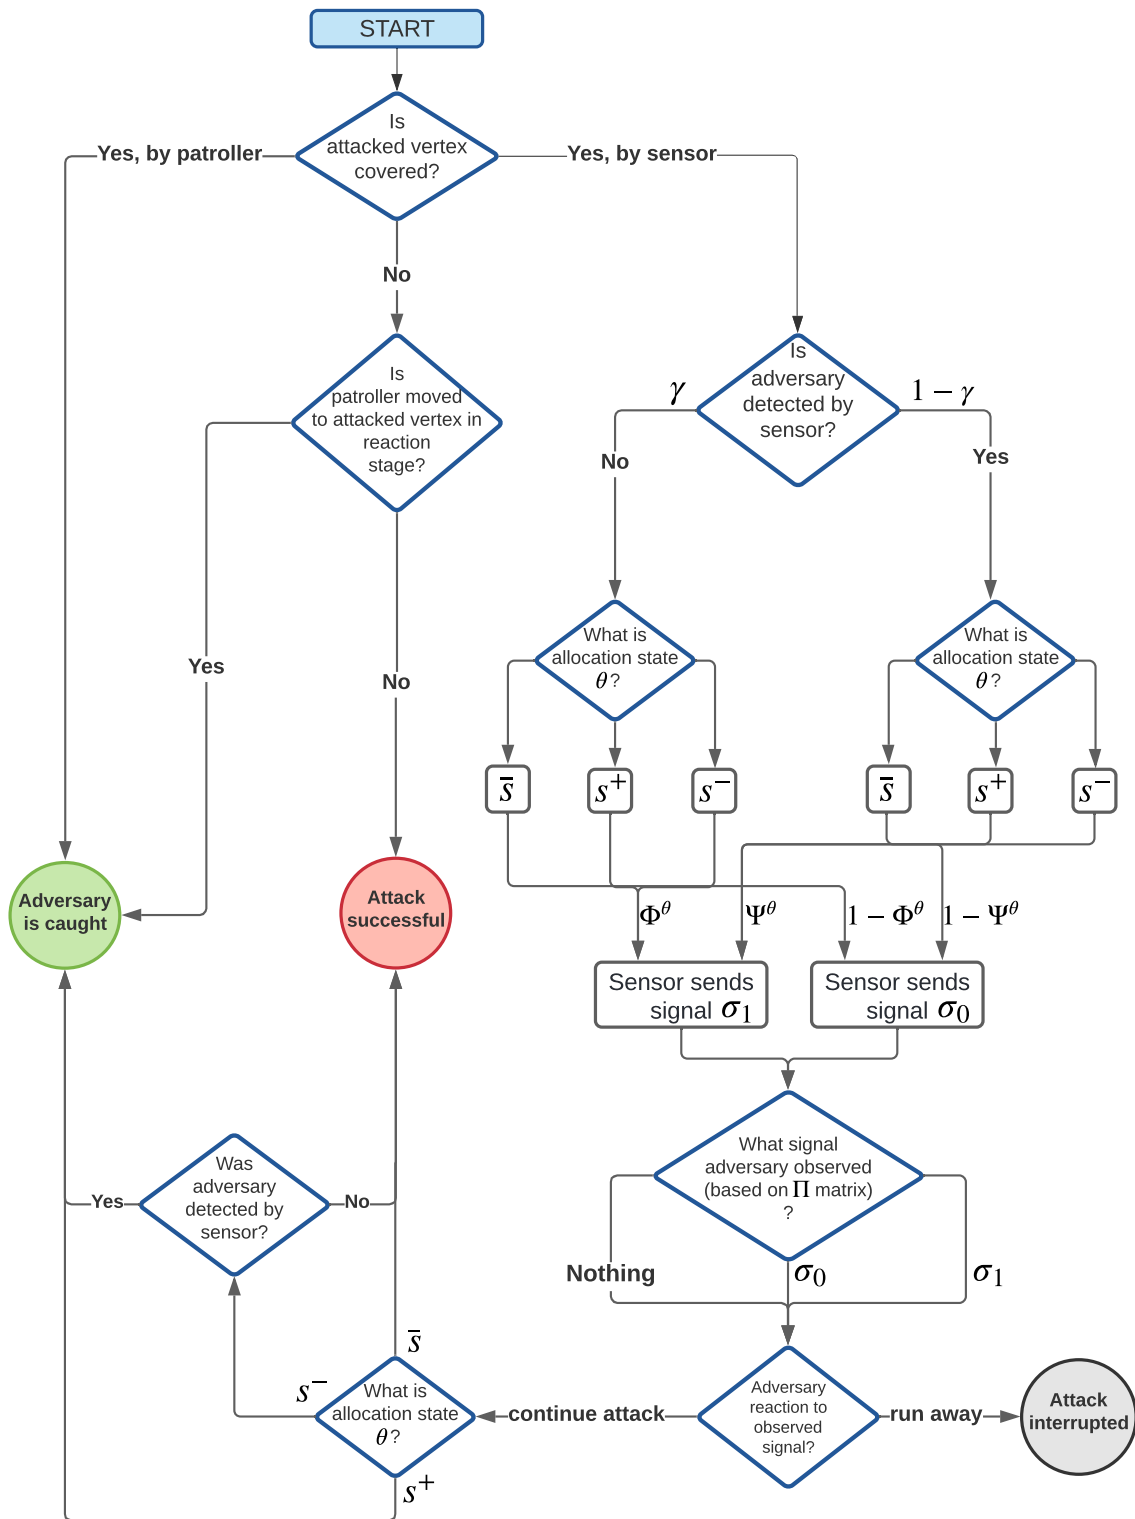 START
Is
attacked vertex
covered?
Yes, by patroller
Yes, by sensor
No
Is
patroller moved
to attacked vertex in
reaction
stage?
Is
adversary
detected by
sensor?
γ
1 − γ
No
Yes
Yes
No
What is
allocation state
θ?
What is
allocation state
θ?
s̄
s⁺
s⁻
s̄
s⁺
s⁻
Adversary
is caught
Attack
successful
Φ^θ
Ψ^θ
1 − Φ^θ
1 − Ψ^θ
Sensor sends
signal σ₁
Sensor sends
signal σ₀
What signal
adversary observed
(based on Π matrix)
?
Was
adversary
detected by
sensor?
Yes
No
Nothing
σ₀
σ₁
s̄
s⁻
What is
allocation state
θ?
s⁺
continue attack
Adversary
reaction to
observed
signal?
run away
Attack
interrupted